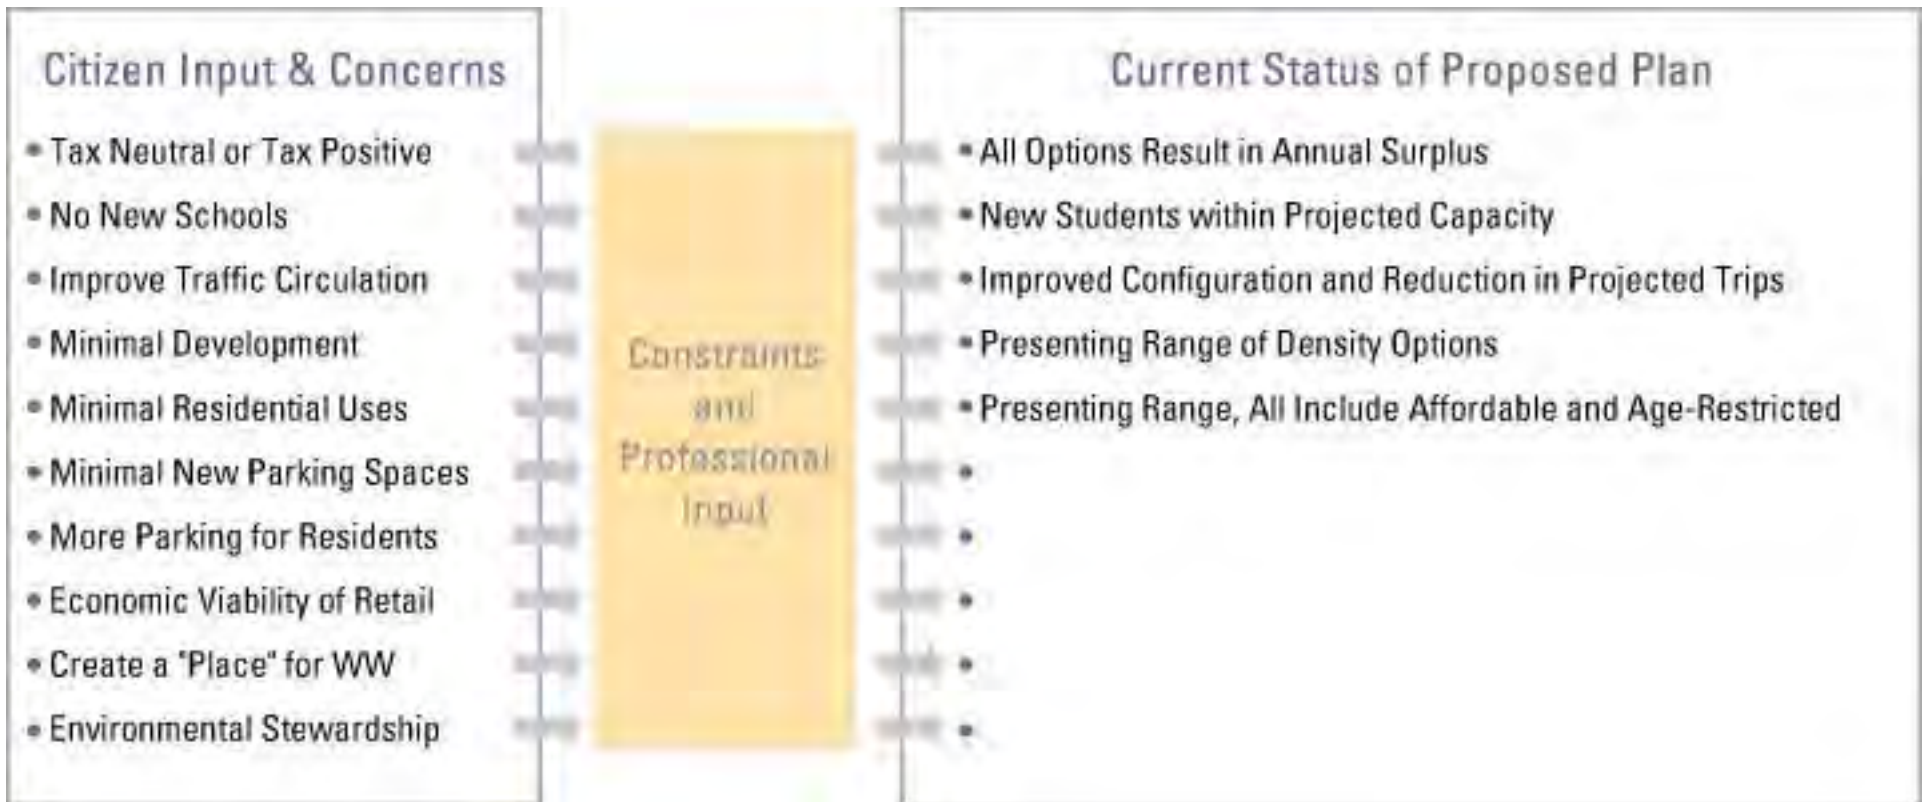 Citizen Input & Concerns
• Tax Neutral or Tax Positive
• No New Schools
• Improve Traffic Circulation
• Minimal Development
• Minimal Residential Uses
• Minimal New Parking Spaces
• More Parking for Residents
• Economic Viability of Retail
• Create a "Place" for WW
• Environmental Stewardship
Constraints
and
Professional
Input
Current Status of Proposed Plan
• All Options Result in Annual Surplus
• New Students within Projected Capacity
• Improved Configuration and Reduction in Projected Trips
• Presenting Range of Density Options
• Presenting Range, All Include Affordable and Age-Restricted
•
•
•
•
•